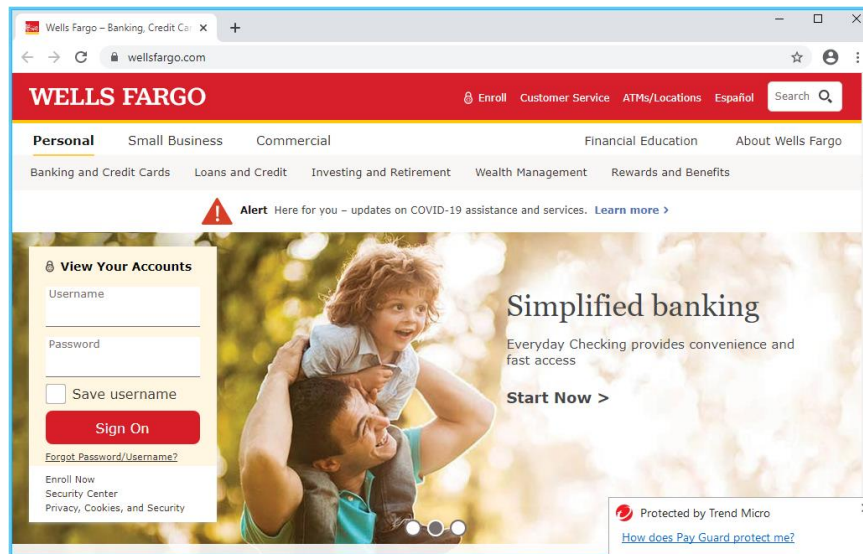 Wells Fargo – Banking, Credit Car
wellsfargo.com
WELLS FARGO
Enroll Customer Service ATMs/Locations Español Search
Personal Small Business Commercial Financial Education About Wells Fargo
Banking and Credit Cards Loans and Credit Investing and Retirement Wealth Management Rewards and Benefits
Alert Here for you – updates on COVID-19 assistance and services. Learn more >
View Your Accounts
Username
Password
Save username
Sign On
Forgot Password/Username?
Enroll Now
Security Center
Privacy, Cookies, and Security
Simplified banking
Everyday Checking provides convenience and
fast access
Start Now >
Protected by Trend Micro
How does Pay Guard protect me?